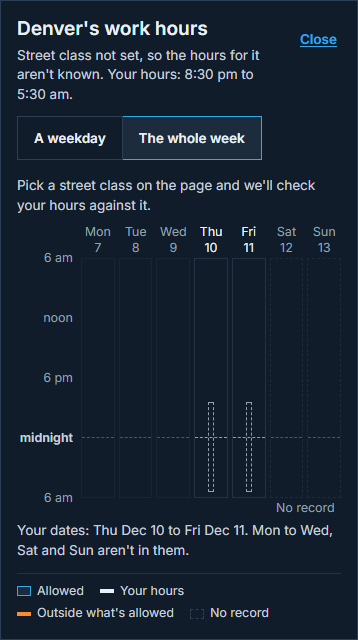 Denver's work hours
Close
Street class not set, so the hours for it
aren't known. Your hours: 8:30 pm to
5:30 am.
A weekday
The whole week
Pick a street class on the page and we'll check
your hours against it.
Mon Tue Wed Thu Fri Sat Sun
7 8 9 10 11 12 13
6 am
noon
6 pm
midnight
6 am
No record
Your dates: Thu Dec 10 to Fri Dec 11. Mon to Wed,
Sat and Sun aren't in them.
Allowed
Your hours
Outside what's allowed
No record